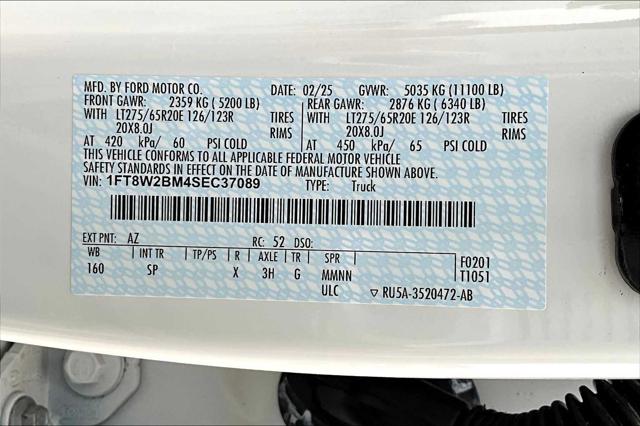 MFD. BY FORD MOTOR CO. DATE: 02/25 GVWR: 5035 KG (11100 LB)
FRONT GAWR: 2359 KG ( 5200 LB) REAR GAWR: 2876 KG ( 6340 LB)
WITH LT275/65R20E 126/123R TIRES WITH LT275/65R20E 126/123R TIRES
20X8.0J RIMS 20X8.0J RIMS
AT 420 kPa/ 60 PSI COLD AT 450 kPa/ 65 PSI COLD
THIS VEHICLE CONFORMS TO ALL APPLICABLE FEDERAL MOTOR VEHICLE
SAFETY STANDARDS IN EFFECT ON THE DATE OF MANUFACTURE SHOWN ABOVE.
VIN: 1FT8W2BM4SEC37089 TYPE: Truck
EXT PNT: AZ RC: 52 DSO:
WB INT TR TP/PS R AXLE TR SPR F0201
160 SP X 3H G MMNN T1051
ULC ▽ RU5A-3520472-AB